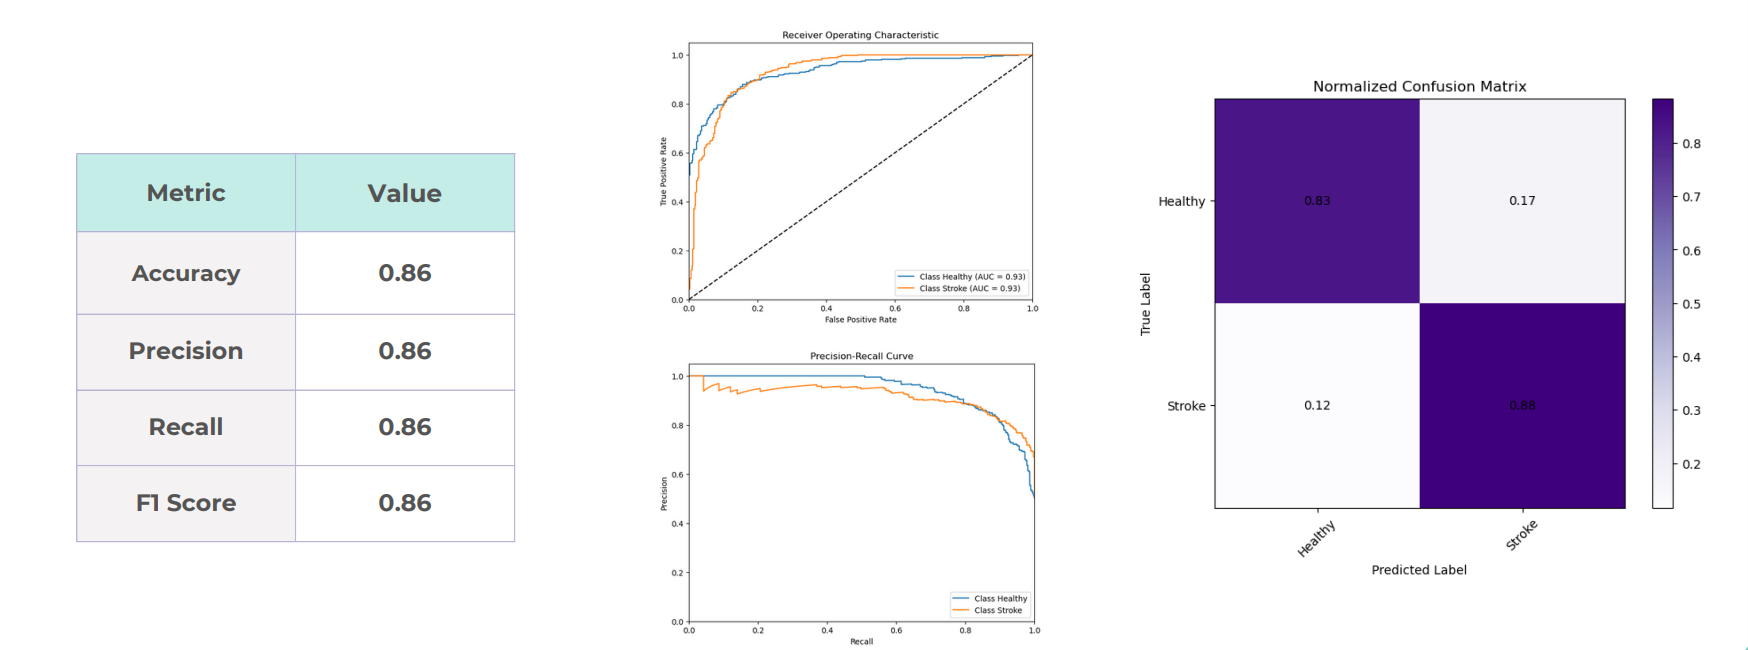 Metric Value
Accuracy 0.86
Precision 0.86
Recall 0.86
F1 Score 0.86
Receiver Operating Characteristic
True Positive Rate
1.0
0.8
0.6
0.4
0.2
0.0
0.0 0.2 0.4 0.6 0.8 1.0
False Positive Rate
Class Healthy (AUC = 0.93)
Class Stroke (AUC = 0.93)
Precision-Recall Curve
Precision
1.0
0.8
0.6
0.4
0.2
0.0
0.0 0.2 0.4 0.6 0.8 1.0
Recall
Class Healthy
Class Stroke
Normalized Confusion Matrix
True Label
Healthy 0.83 0.17
Stroke 0.12 0.88
Healthy Stroke
Predicted Label
0.8
0.7
0.6
0.5
0.4
0.3
0.2